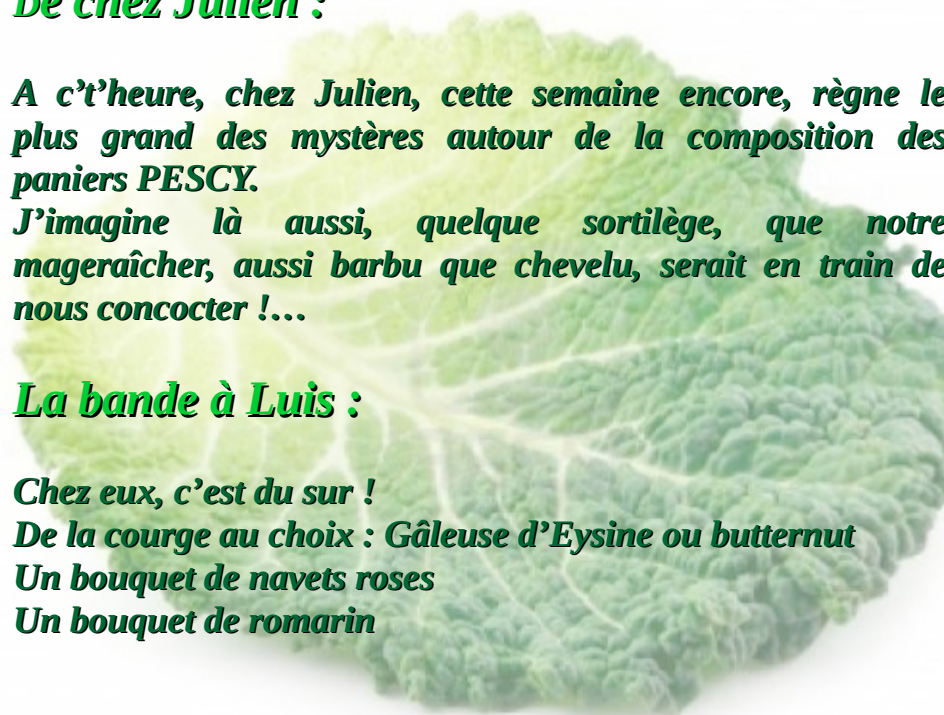 De chez Julien :
A c’t’heure, chez Julien, cette semaine encore, règne le
plus grand des mystères autour de la composition des
paniers PESCY.
J’imagine là aussi, quelque sortilège, que notre
mageraîcher, aussi barbu que chevelu, serait en train de
nous concocter !…
La bande à Luis :
Chez eux, c’est du sur !
De la courge au choix : Gâleuse d’Eysine ou butternut
Un bouquet de navets roses
Un bouquet de romarin